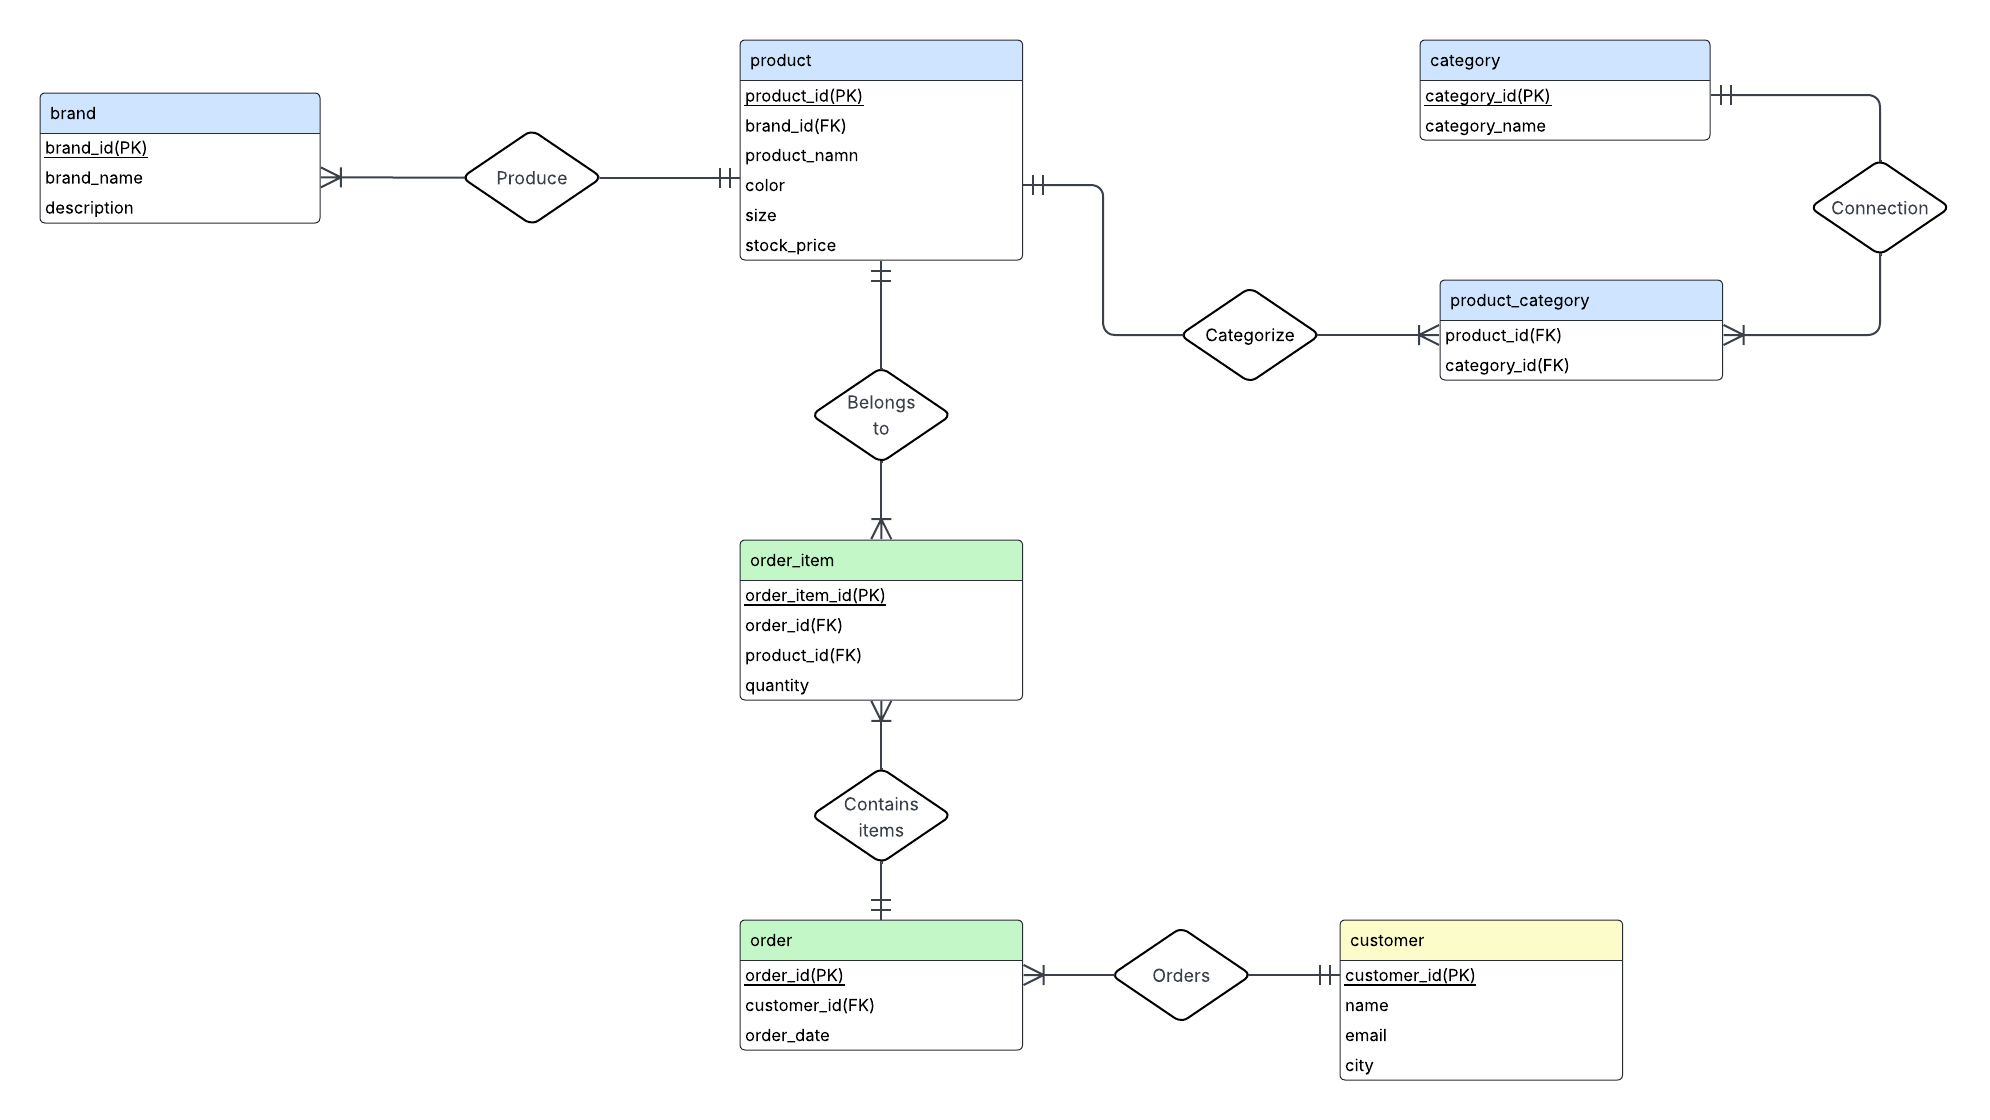 product
product_id(PK)
brand_id(FK)
product_namn
color
size
stock_price
category
category_id(PK)
category_name
brand
brand_id(PK)
brand_name
description
Produce
Connection
product_category
product_id(FK)
category_id(FK)
Categorize
Belongs
to
order_item
order_item_id(PK)
order_id(FK)
product_id(FK)
quantity
Contains
items
order
order_id(PK)
customer_id(FK)
order_date
Orders
customer
customer_id(PK)
name
email
city